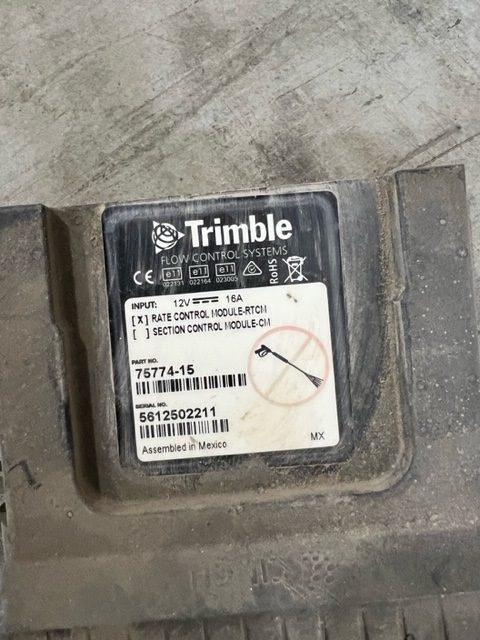 Trimble
FLOW CONTROL SYSTEMS
CE e11 e11 e11 RoHS
022131 022164 023005
INPUT: 12V 16A
[X] RATE CONTROL MODULE-RTCM
[ ] SECTION CONTROL MODULE-CM
PART NO.
75774-15
SERIAL NO.
5612502211
Assembled in Mexico MX